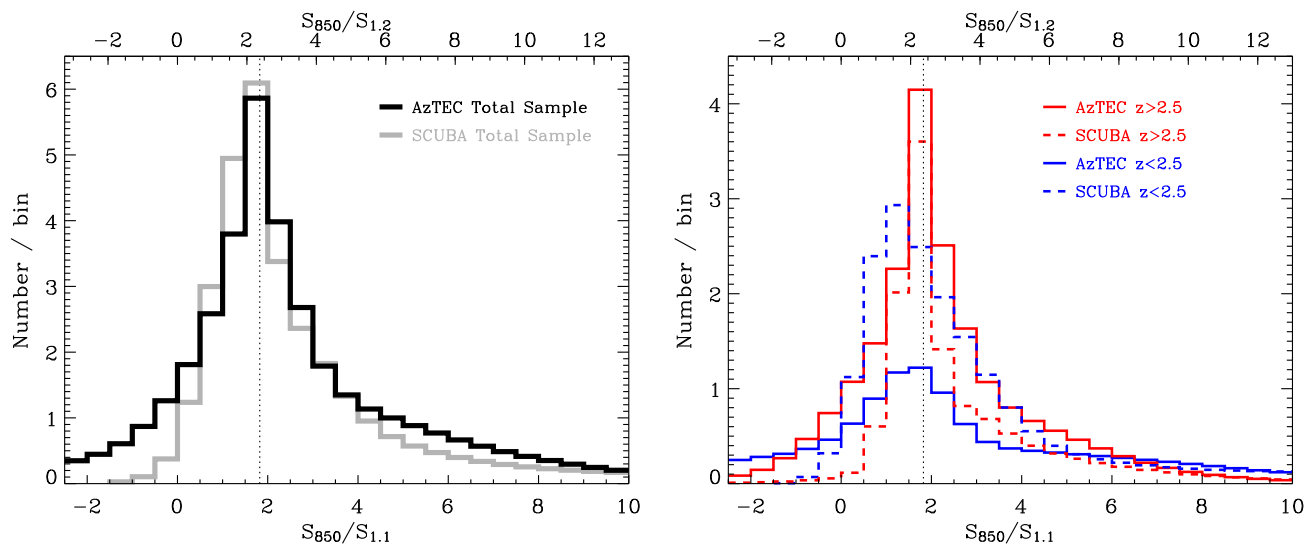 S850/S1.2
−2 0 2 4 6 8 10 12
6
5
4
3
2
1
0
Number / bin
AzTEC Total Sample
SCUBA Total Sample
−2 0 2 4 6 8 10
S850/S1.1
S850/S1.2
−2 0 2 4 6 8 10 12
4
3
2
1
0
Number / bin
AzTEC z>2.5
SCUBA z>2.5
AzTEC z<2.5
SCUBA z<2.5
−2 0 2 4 6 8 10
S850/S1.1